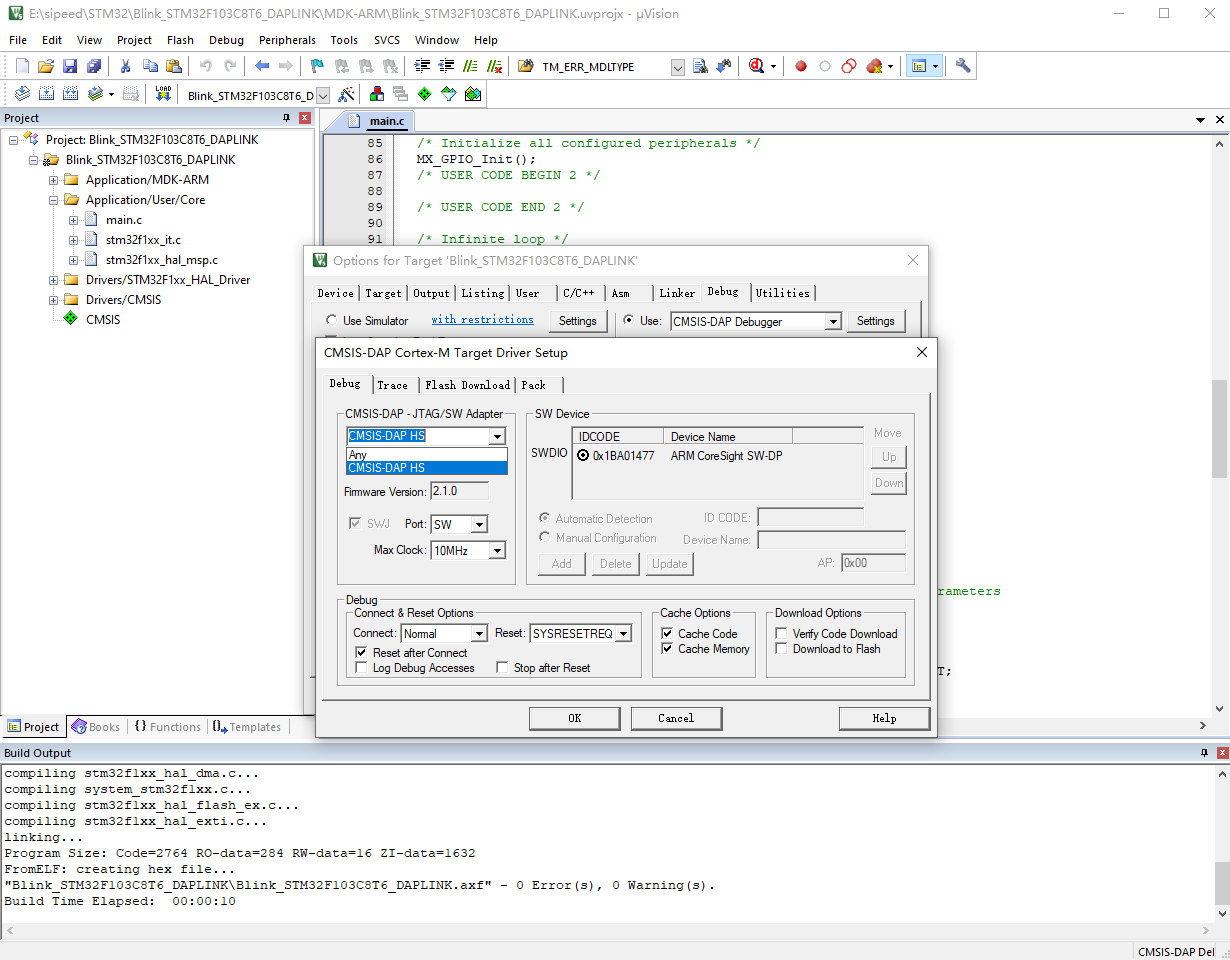 E:\sipeed\STM32\Blink_STM32F103C8T6_DAPLINK\MDK-ARM\Blink_STM32F103C8T6_DAPLINK.uvprojx - µVision
File Edit View Project Flash Debug Peripherals Tools SVCS Window Help
TM_ERR_MDLTYPE
LOAD Blink_STM32F103C8T6_D
Project
Project: Blink_STM32F103C8T6_DAPLINK
Blink_STM32F103C8T6_DAPLINK
Application/MDK-ARM
Application/User/Core
main.c
stm32f1xx_it.c
stm32f1xx_hal_msp.c
Drivers/STM32F1xx_HAL_Driver
Drivers/CMSIS
CMSIS
Project Books Functions Templates
main.c
85 /* Initialize all configured peripherals */
86 MX_GPIO_Init();
87 /* USER CODE BEGIN 2 */
88
89 /* USER CODE END 2 */
90
91 /* Infinite loop */
rameters
T;
Options for Target 'Blink_STM32F103C8T6_DAPLINK'
Device Target Output Listing User C/C++ Asm Linker Debug Utilities
Use Simulator with restrictions Settings Use: CMSIS-DAP Debugger Settings
CMSIS-DAP Cortex-M Target Driver Setup
Debug Trace Flash Download Pack
CMSIS-DAP - JTAG/SW Adapter
CMSIS-DAP HS
Any
CMSIS-DAP HS
Firmware Version: 2.1.0
SWJ Port: SW
Max Clock: 10MHz
SW Device
IDCODE Device Name Move
SWDIO 0x1BA01477 ARM CoreSight SW-DP Up
Down
Automatic Detection ID CODE:
Manual Configuration Device Name:
Add Delete Update AP: 0x00
Debug
Connect & Reset Options
Connect: Normal Reset: SYSRESETREQ
Reset after Connect
Log Debug Accesses Stop after Reset
Cache Options
Cache Code
Cache Memory
Download Options
Verify Code Download
Download to Flash
OK Cancel Help
Build Output
compiling stm32f1xx_hal_dma.c...
compiling system_stm32f1xx.c...
compiling stm32f1xx_hal_flash_ex.c...
compiling stm32f1xx_hal_exti.c...
linking...
Program Size: Code=2764 RO-data=284 RW-data=16 ZI-data=1632
FromELF: creating hex file...
"Blink_STM32F103C8T6_DAPLINK\Blink_STM32F103C8T6_DAPLINK.axf" - 0 Error(s), 0 Warning(s).
Build Time Elapsed: 00:00:10
CMSIS-DAP Del